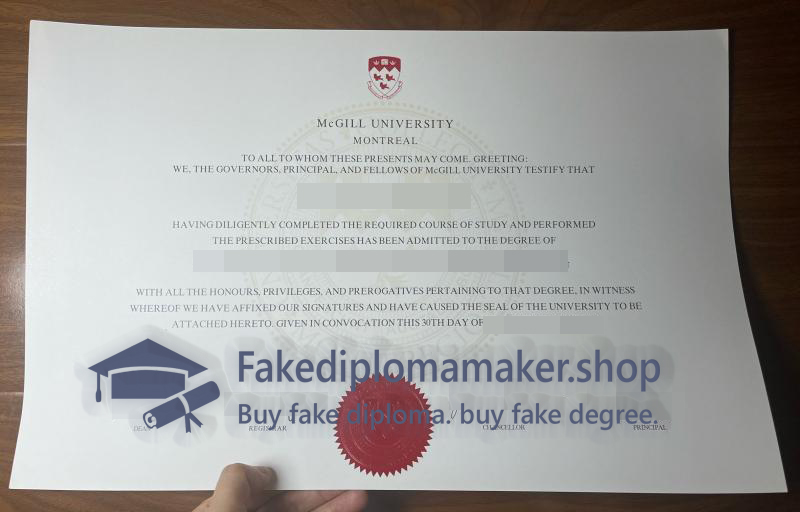 McGILL UNIVERSITY
MONTREAL
TO ALL TO WHOM THESE PRESENTS MAY COME. GREETING:
WE, THE GOVERNORS, PRINCIPAL, AND FELLOWS OF McGILL UNIVERSITY TESTIFY THAT
HAVING DILIGENTLY COMPLETED THE REQUIRED COURSE OF STUDY AND PERFORMED
THE PRESCRIBED EXERCISES HAS BEEN ADMITTED TO THE DEGREE OF
WITH ALL THE HONOURS, PRIVILEGES, AND PREROGATIVES PERTAINING TO THAT DEGREE, IN WITNESS
WHEREOF WE HAVE AFFIXED OUR SIGNATURES AND HAVE CAUSED THE SEAL OF THE UNIVERSITY TO BE
ATTACHED HERETO. GIVEN IN CONVOCATION THIS 30TH DAY OF
Fakediplomamaker.shop
Buy fake diploma. buy fake degree.
DEAN REGISTRAR CHANCELLOR PRINCIPAL